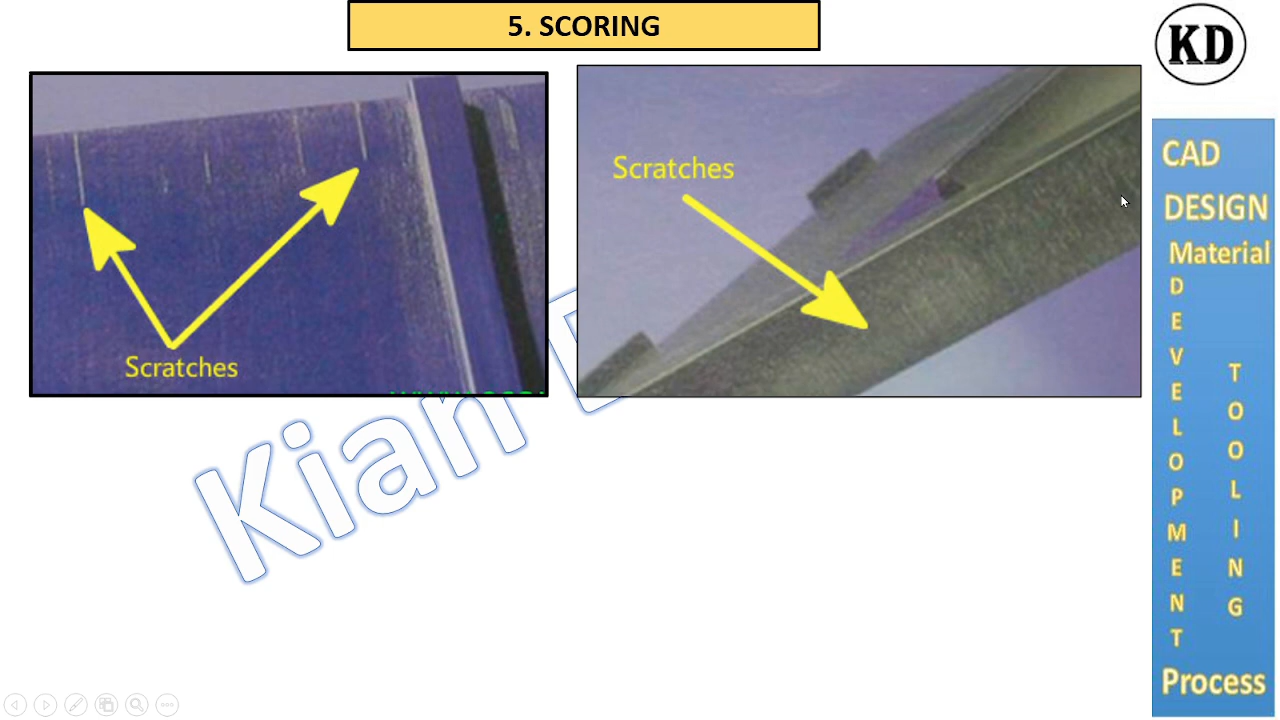 5. SCORING
KD
Scratches
Scratches
Kian D
CAD
DESIGN
Material
DEVELOPMENT
TOOLING
Process